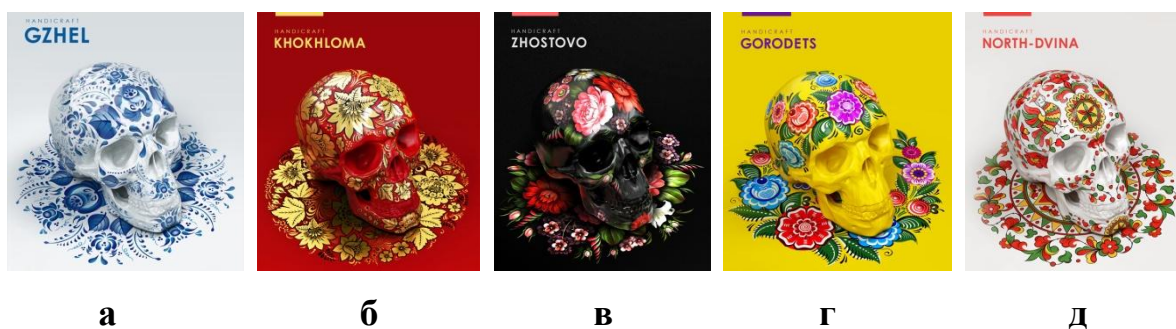 HANDICRAFT
GZHEL
HANDICRAFT
KHOKHLOMA
HANDICRAFT
ZHOSTOVO
HANDICRAFT
GORODETS
HANDICRAFT
NORTH-DVINA
а б в г д